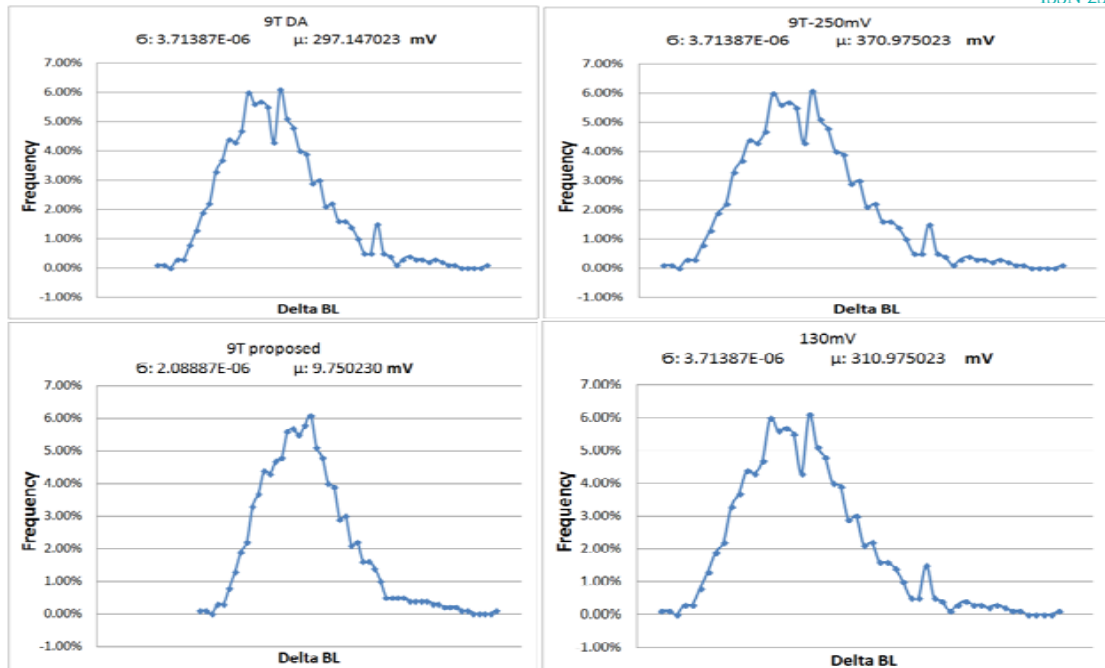 9T DA
б: 3.71387E-06 μ: 297.147023 mV
7.00%
6.00%
5.00%
4.00%
3.00%
2.00%
1.00%
0.00%
-1.00%
Frequency
Delta BL
9T-250mV
б: 3.71387E-06 μ: 370.975023 mV
7.00%
6.00%
5.00%
4.00%
3.00%
2.00%
1.00%
0.00%
-1.00%
Frequency
Delta BL
9T proposed
б: 2.08887E-06 μ: 9.750230 mV
7.00%
6.00%
5.00%
4.00%
3.00%
2.00%
1.00%
0.00%
-1.00%
Frequency
Delta BL
130mV
б: 3.71387E-06 μ: 310.975023 mV
7.00%
6.00%
5.00%
4.00%
3.00%
2.00%
1.00%
0.00%
-1.00%
Frequency
Delta BL